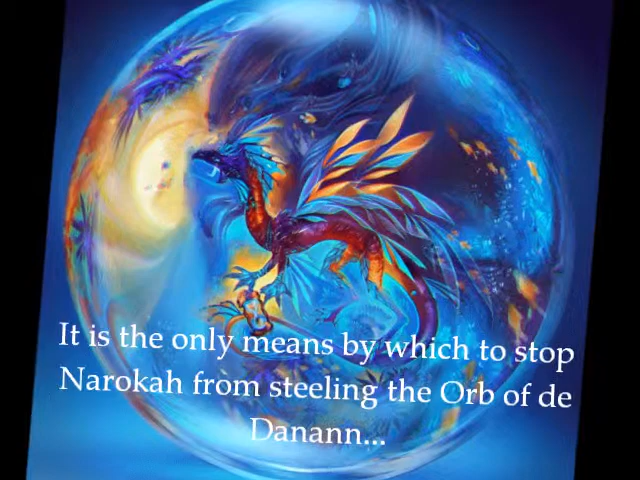 It is the only means by which to stop
Narokah from steeling the Orb of de
Danann...